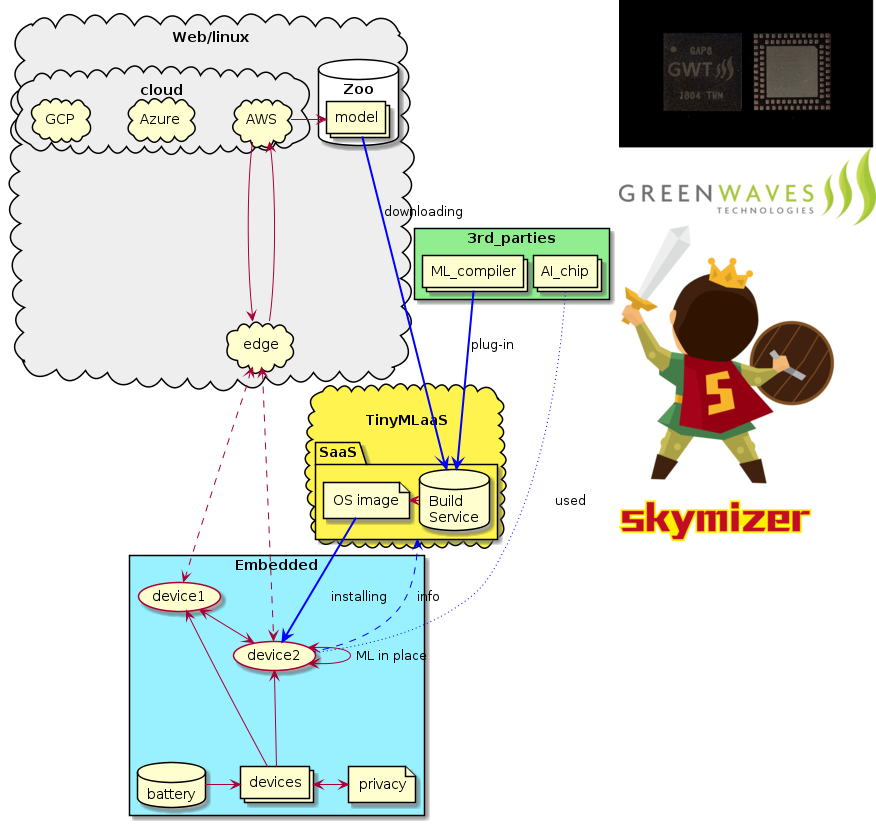 Web/linux
cloud
GCP
Azure
AWS
Zoo
model
downloading
3rd_parties
ML_compiler
AI_chip
plug-in
edge
TinyMLaaS
SaaS
OS image
Build
Service
used
Embedded
device1
installing
info
device2
ML in place
battery
devices
privacy
GAP8
GWT
1804 TWN
GREENWAVES
TECHNOLOGIES
S
skymizer